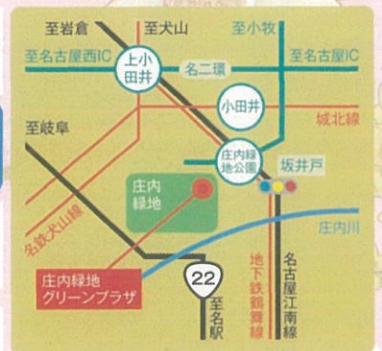 至岩倉
至犬山
至小牧
至名古屋西IC
上小
田井
名二環
至名古屋IC
小田井
城北線
至岐阜
庄内緑
地公園
坂井戸
庄内
緑地
名鉄犬山線
庄内川
庄内緑地
グリーンプラザ
22
至名駅
地下鉄鶴舞線
名古屋江南線